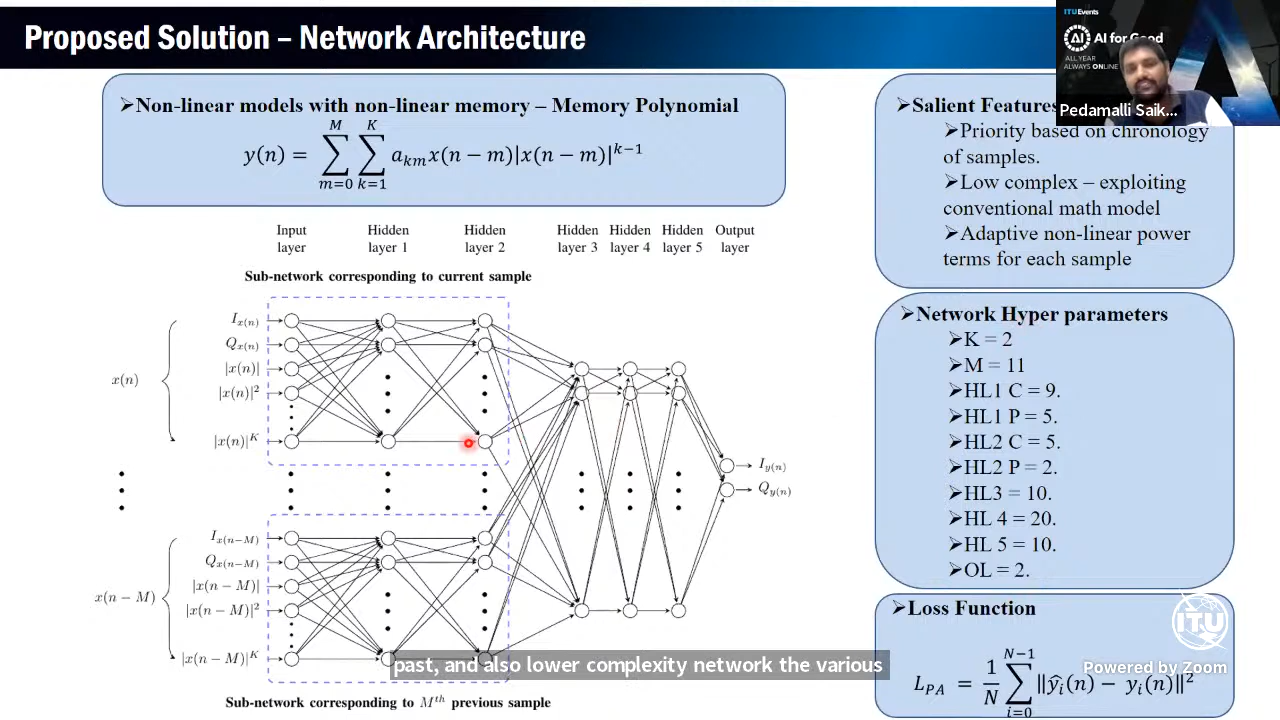 Proposed Solution – Network Architecture
ITUEvents
AI AI for Good
ALL YEAR
ALWAYS ONLINE
Pedamalli Saik...
➢Non-linear models with non-linear memory – Memory Polynomial
y(n) = ∑_{m=0}^{M} ∑_{k=1}^{K} a_{km} x(n − m)|x(n − m)|^{k−1}
Input layer
Hidden layer 1
Hidden layer 2
Hidden layer 3
Hidden layer 4
Hidden layer 5
Output layer
Sub-network corresponding to current sample
x(n)
I_{x(n)}
Q_{x(n)}
|x(n)|
|x(n)|^2
|x(n)|^K
I_{y(n)}
Q_{y(n)}
x(n − M)
I_{x(n−M)}
Q_{x(n−M)}
|x(n − M)|
|x(n − M)|^2
|x(n − M)|^K
Sub-network corresponding to M^{th} previous sample
past, and also lower complexity network the various
➢Salient Features
➢Priority based on chronology
of samples.
➢Low complex – exploiting
conventional math model
➢Adaptive non-linear power
terms for each sample
➢Network Hyper parameters
➢K = 2
➢M = 11
➢HL1 C = 9.
➢HL1 P = 5.
➢HL2 C = 5.
➢HL2 P = 2.
➢HL3 = 10.
➢HL 4 = 20.
➢HL 5 = 10.
➢OL = 2.
➢Loss Function
L_{PA} = \frac{1}{N} ∑_{i=0}^{N−1} ‖ŷ_i(n) − y_i(n)‖^2
ITU
Powered by Zoom